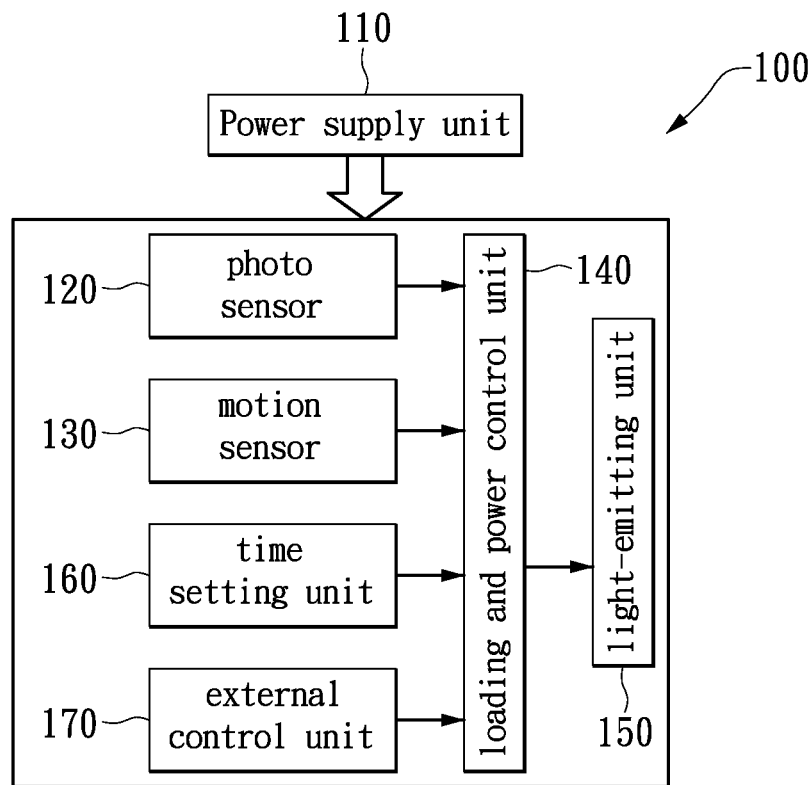 110
100
Power supply unit
120
photo
sensor
130
motion
sensor
160
time
setting unit
170
external
control unit
loading and power control unit
140
light-emitting unit
150